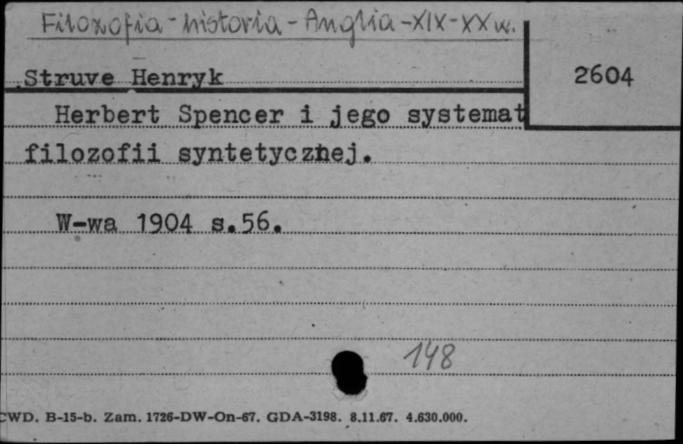 Filozofia - historia - Anglia - XIX - XX w.
Struve Henryk
2604
Herbert Spencer i jego systemat
filozofii syntetycznej.
W-wa 1904 s.56.
148
CWD. B-15-b. Zam. 1726-DW-On-67. GDA-3198. 8.11.67. 4.630.000.